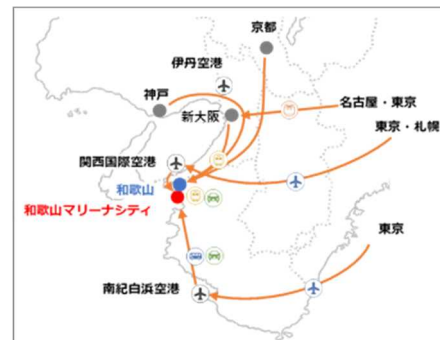 京都
伊丹空港
神戸
新大阪
名古屋・東京
東京・札幌
関西国際空港
和歌山
和歌山マリーナシティ
東京
南紀白浜空港